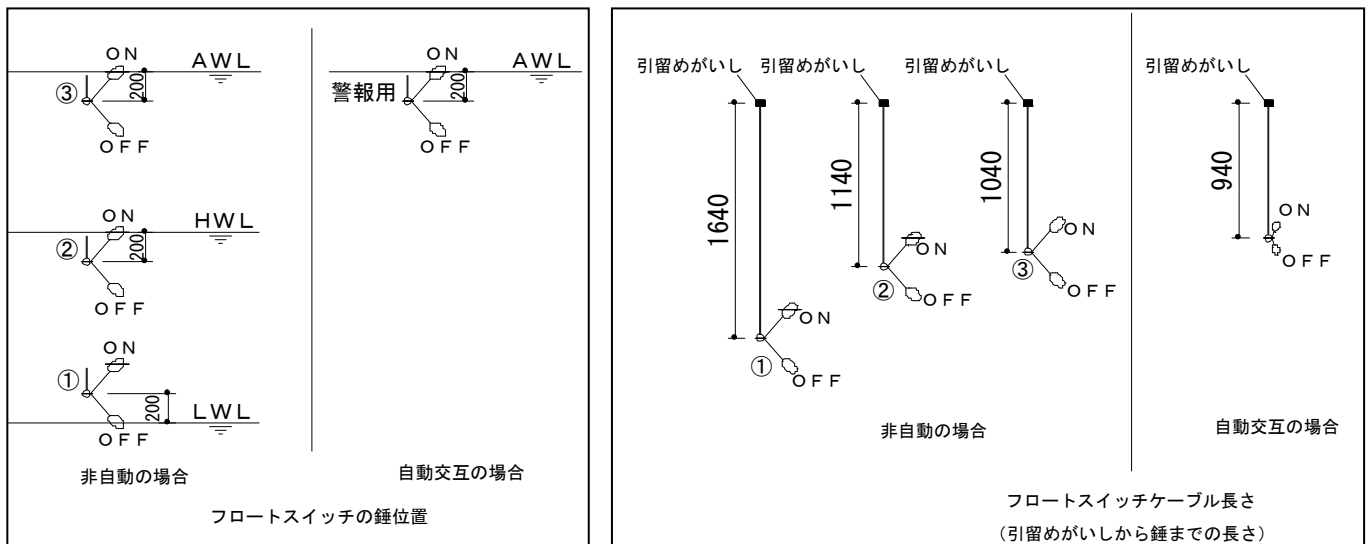 ON
AWL
200
③
OFF
ON
HWL
200
②
OFF
ON
①
200
LWL
OFF
非自動の場合
ON
AWL
200
警報用
OFF
自動交互の場合
フロートスイッチの錘位置
引留めがいし
引留めがいし
引留めがいし
1640
1140
1040
ON
①
OFF
ON
②
OFF
ON
③
OFF
非自動の場合
引留めがいし
940
ON
OFF
自動交互の場合
フロートスイッチケーブル長さ
(引留めがいしから錘までの長さ)